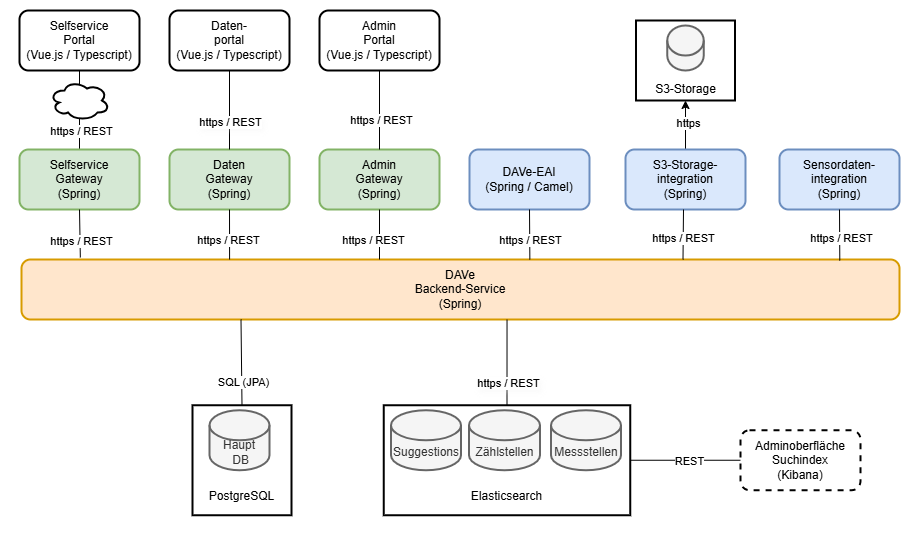 Selfservice
Portal
(Vue.js / Typescript)
Daten-
portal
(Vue.js / Typescript)
Admin
Portal
(Vue.js / Typescript)
S3-Storage
https / REST
https / REST
https / REST
https
Selfservice
Gateway
(Spring)
Daten
Gateway
(Spring)
Admin
Gateway
(Spring)
DAVe-EAI
(Spring / Camel)
S3-Storage-
integration
(Spring)
Sensordaten-
integration
(Spring)
https / REST
https / REST
https / REST
https / REST
https / REST
https / REST
DAVe
Backend-Service
(Spring)
SQL (JPA)
https / REST
Haupt
DB
PostgreSQL
Suggestions
Zählstellen
Messstellen
Elasticsearch
REST
Adminoberfläche
Suchindex
(Kibana)